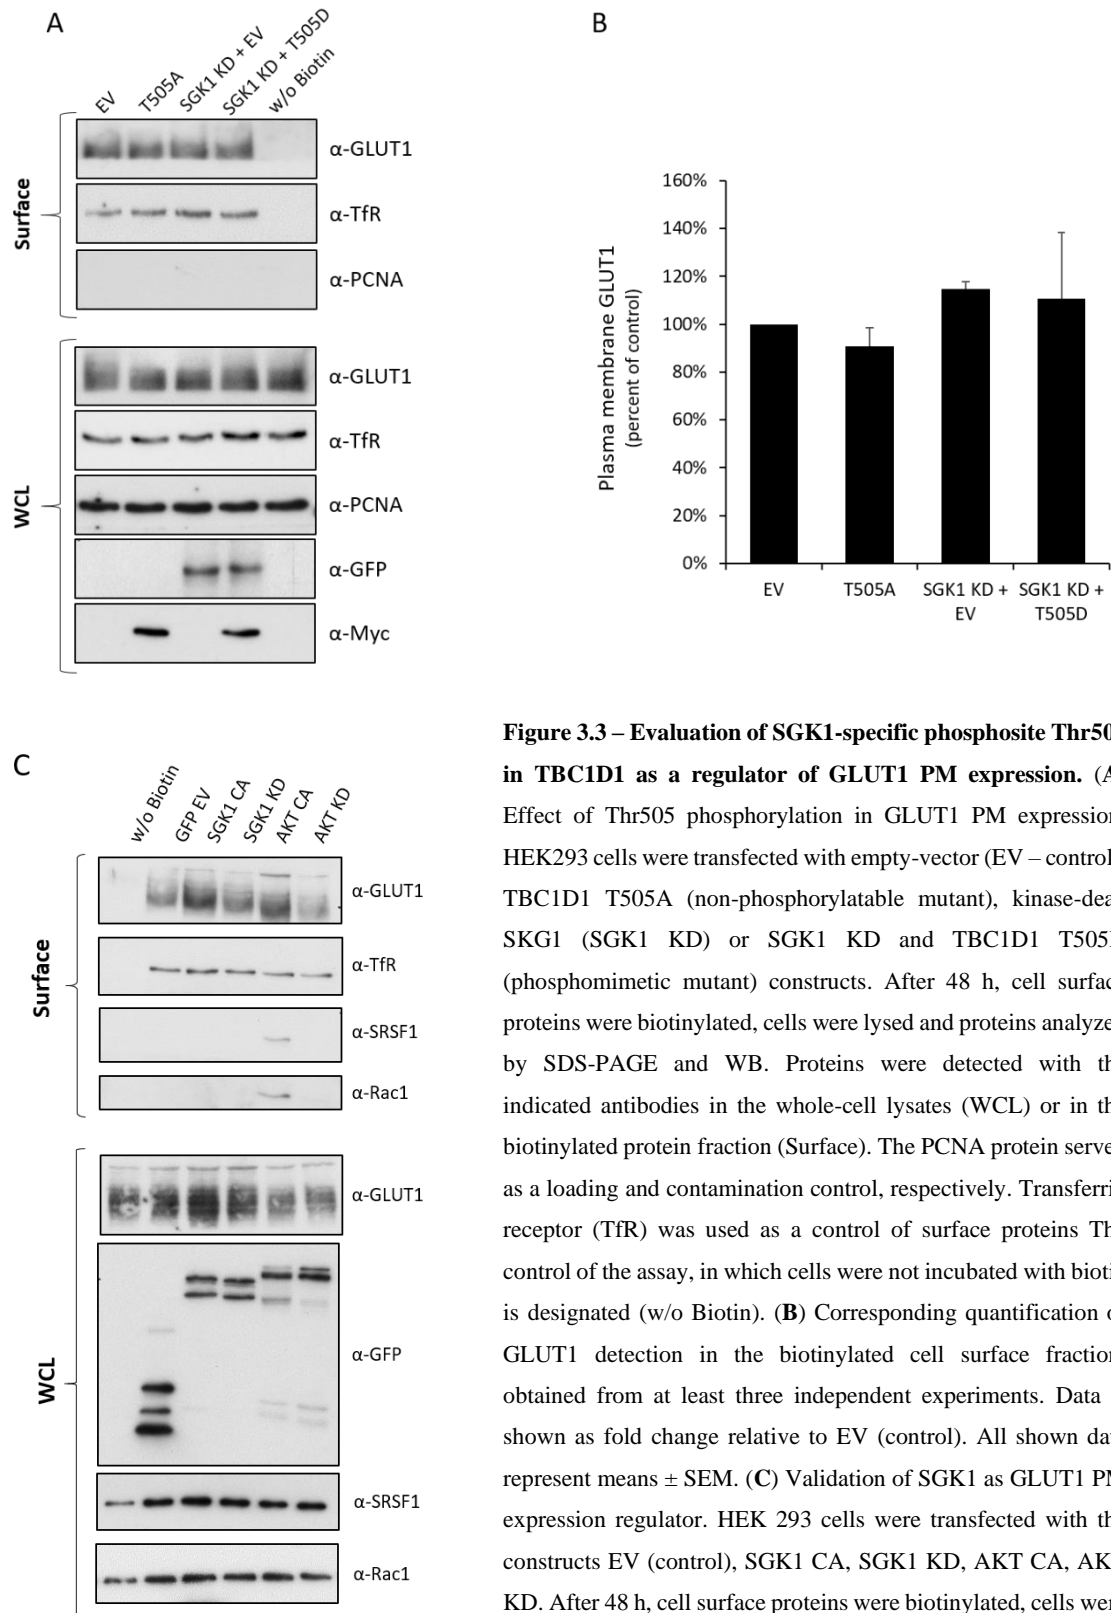 A
EV
T505A
SGK1 KD + EV
SGK1 KD + T505D
w/o Biotin
Surface
α-GLUT1
α-TfR
α-PCNA
WCL
α-GLUT1
α-TfR
α-PCNA
α-GFP
α-Myc
B
Plasma membrane GLUT1
(percent of control)
160%
140%
120%
100%
80%
60%
40%
20%
0%
EV
T505A
SGK1 KD +
EV
SGK1 KD +
T505D
C
w/o Biotin
GFP EV
SGK1 CA
SGK1 KD
AKT CA
AKT KD
Surface
α-GLUT1
α-TfR
α-SRSF1
α-Rac1
WCL
α-GLUT1
α-GFP
α-SRSF1
α-Rac1
Figure 3.3 – Evaluation of SGK1-specific phosphosite Thr50
in TBC1D1 as a regulator of GLUT1 PM expression. (A
Effect of Thr505 phosphorylation in GLUT1 PM expression
HEK293 cells were transfected with empty-vector (EV – control
TBC1D1 T505A (non-phosphorylatable mutant), kinase-dea
SKG1 (SGK1 KD) or SGK1 KD and TBC1D1 T505
(phosphomimetic mutant) constructs. After 48 h, cell surfac
proteins were biotinylated, cells were lysed and proteins analyze
by SDS-PAGE and WB. Proteins were detected with th
indicated antibodies in the whole-cell lysates (WCL) or in th
biotinylated protein fraction (Surface). The PCNA protein serve
as a loading and contamination control, respectively. Transferri
receptor (TfR) was used as a control of surface proteins Th
control of the assay, in which cells were not incubated with bioti
is designated (w/o Biotin). (B) Corresponding quantification o
GLUT1 detection in the biotinylated cell surface fraction
obtained from at least three independent experiments. Data
shown as fold change relative to EV (control). All shown dat
represent means ± SEM. (C) Validation of SGK1 as GLUT1 PM
expression regulator. HEK 293 cells were transfected with th
constructs EV (control), SGK1 CA, SGK1 KD, AKT CA, AK
KD. After 48 h, cell surface proteins were biotinylated, cells wer